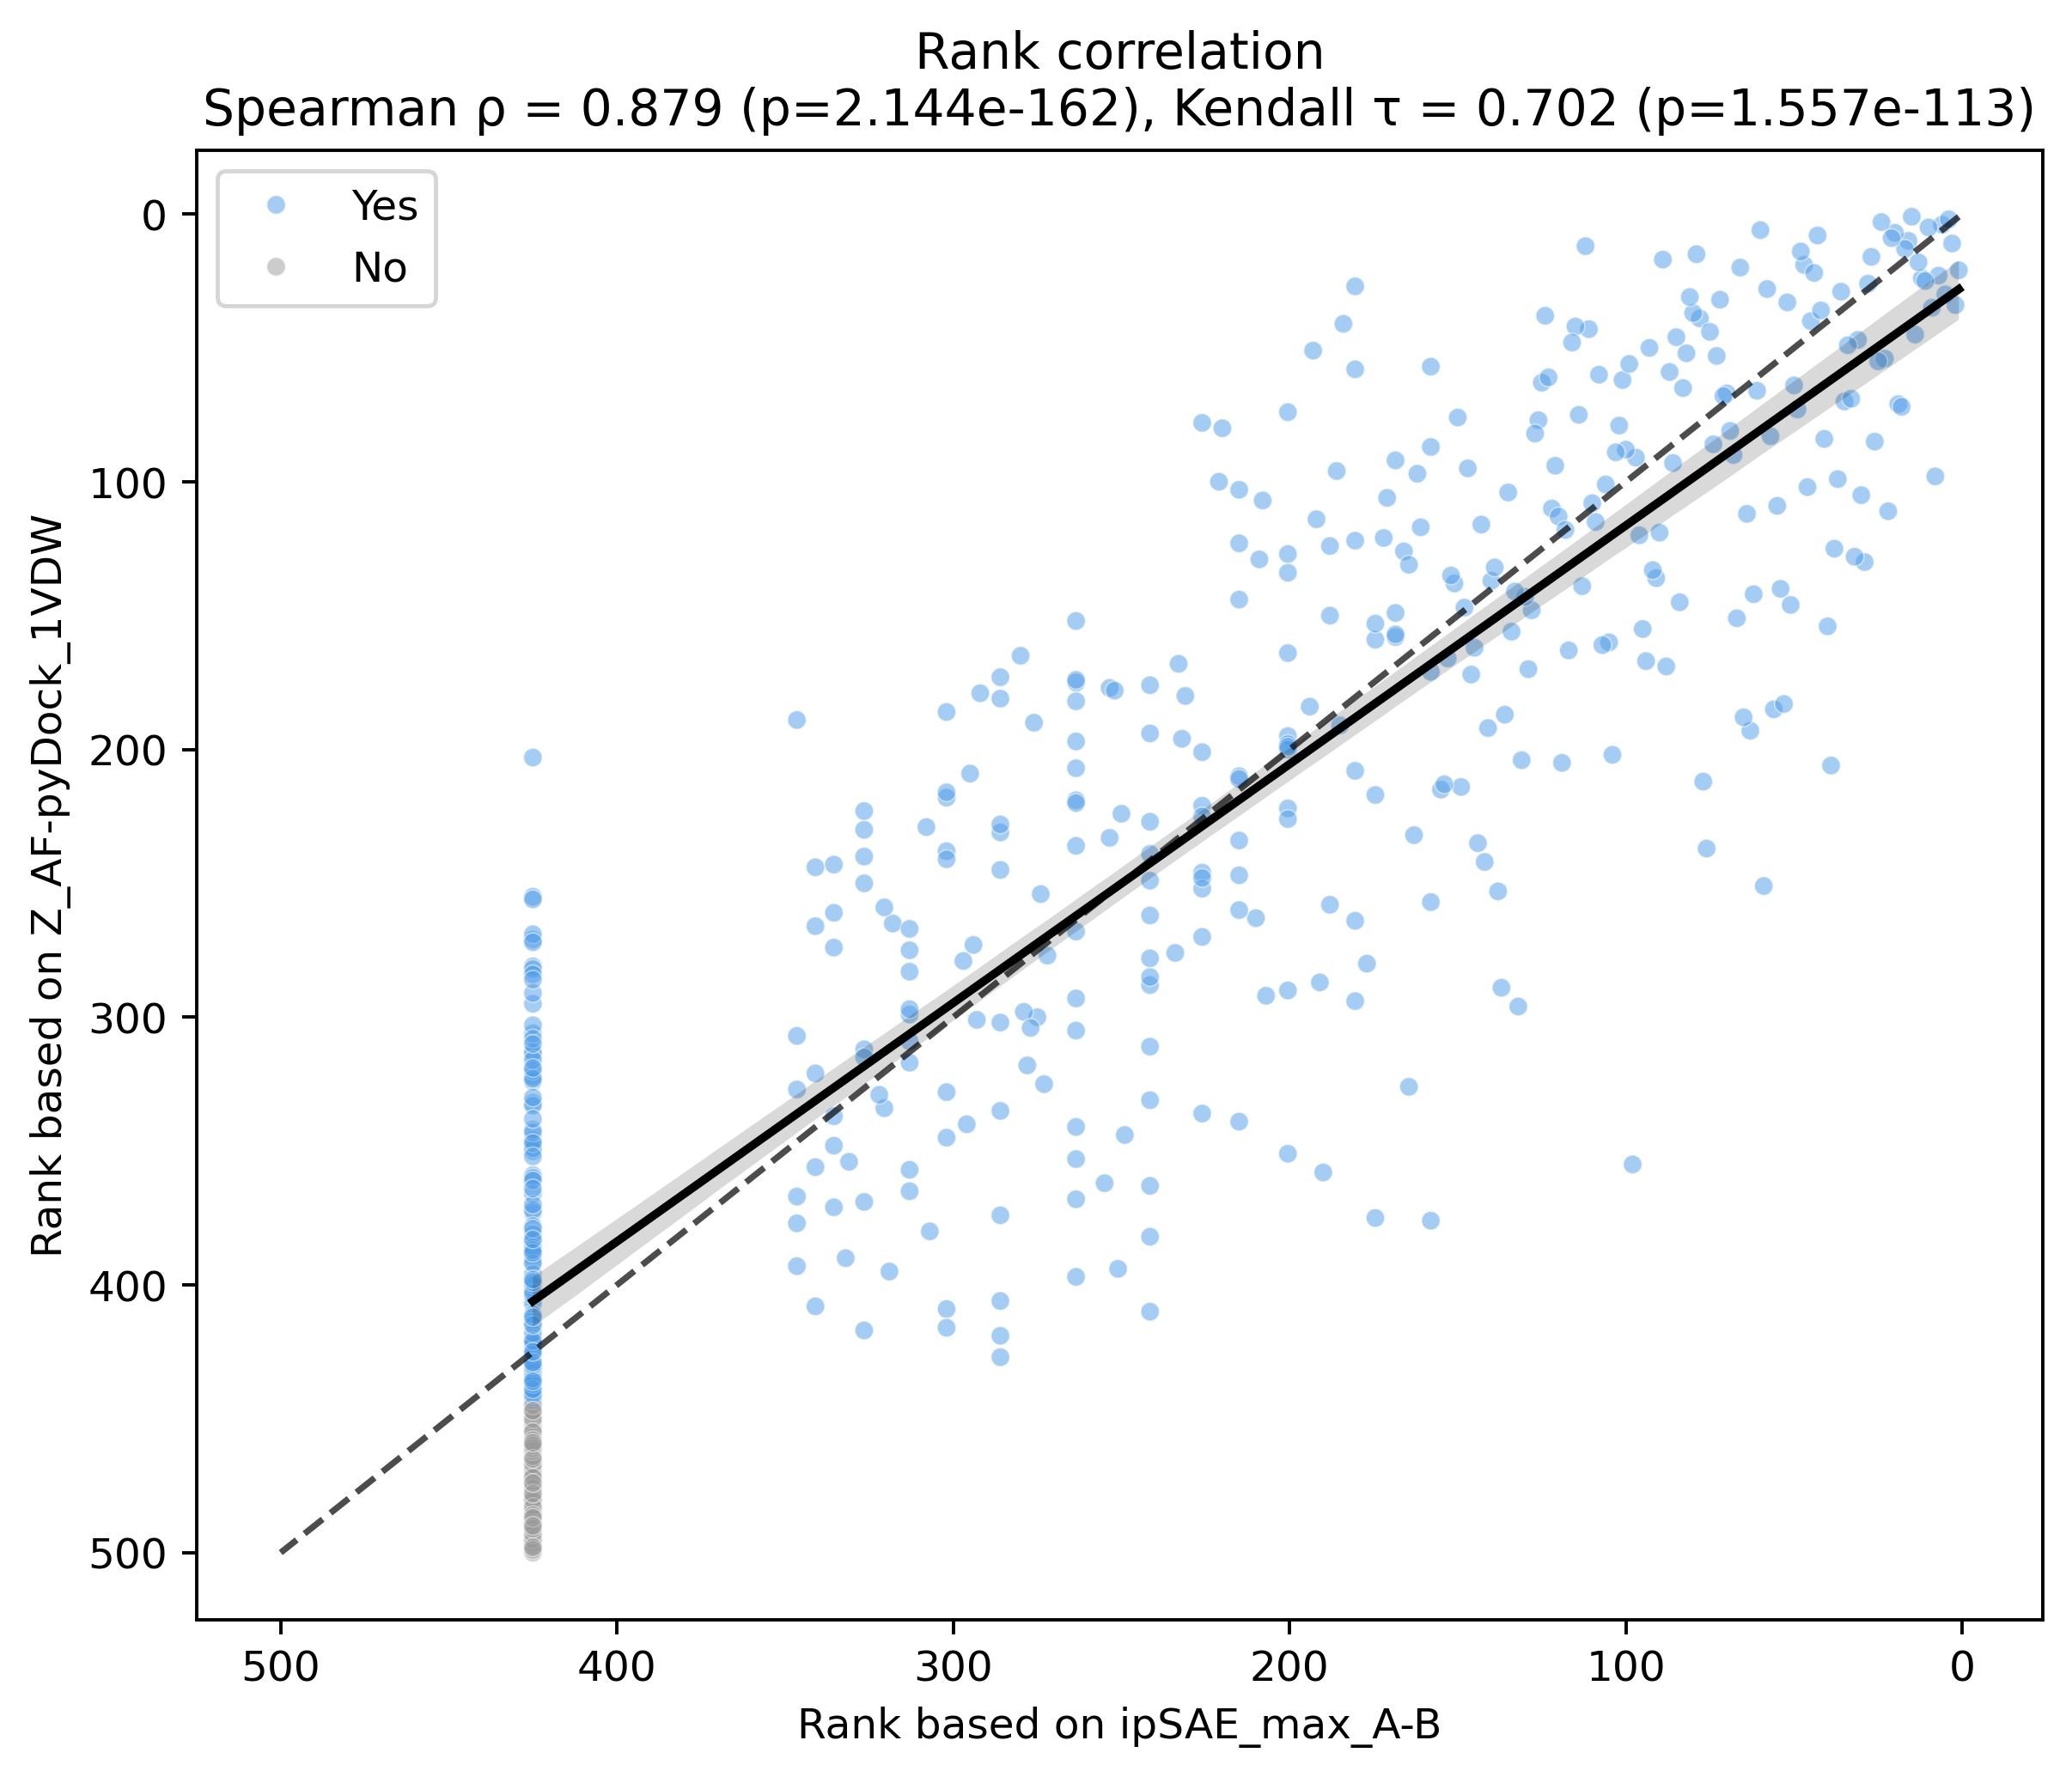 Rank correlation
Spearman ρ = 0.879 (p=2.144e-162), Kendall τ = 0.702 (p=1.557e-113)
Yes
No
Rank based on Z_AF-pyDock_1VDW
0
100
200
300
400
500
500
400
300
200
100
0
Rank based on ipSAE_max_A-B